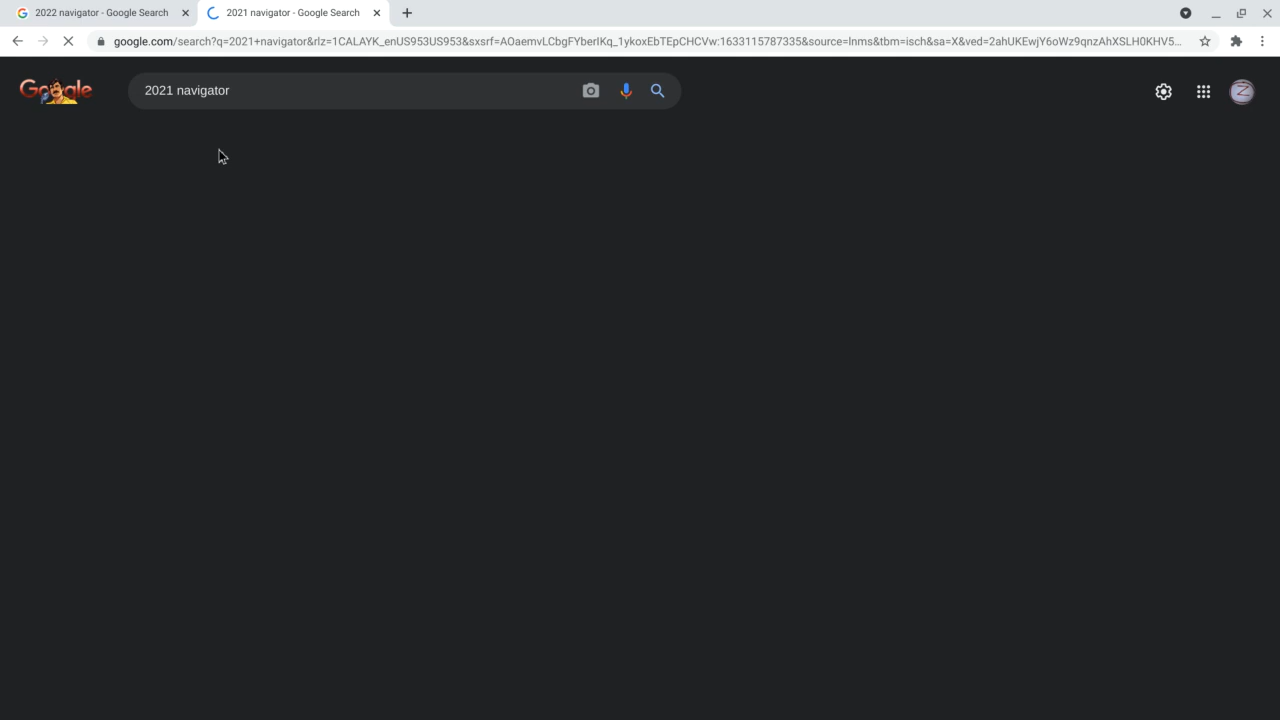 2022 navigator - Google Search
2021 navigator - Google Search
google.com/search?q=2021+navigator&rlz=1CALAYK_enUS953US953&sxsrf=AOaemvLCbgFYberIKq_1ykoxEbTEpCHCVw:1633115787335&source=lnms&tbm=isch&sa=X&ved=2ahUKEwjY6oWz9qnzAhXSLH0KHV5...
Google
2021 navigator
Z